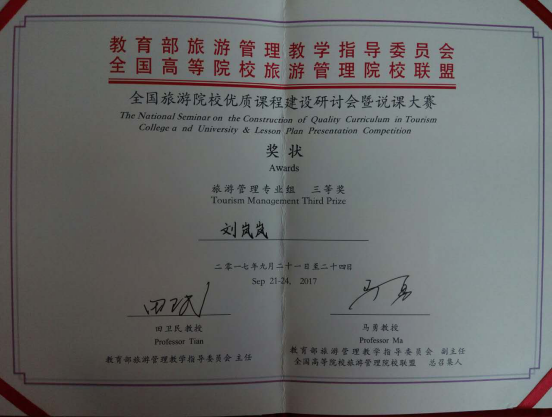 教育部旅游管理教学指导委员会
全国高等院校旅游管理院校联盟
全国旅游院校优质课程建设研讨会暨说课大赛
The National Seminar on the Construction of Quality Curriculum in Tourism
College a nd University & Lesson Plan Presentation Competition
奖状
Awards
旅游管理专业组 三等奖
Tourism Management Third Prize
刘岚岚
二零一七年九月二十一日至二十四日
Sep 21-24, 2017
田卫民教授
Professor Tian
教育部旅游管理教学指导委员会 主任
马勇教授
Professor Ma
教育部旅游管理教学指导委员会 副主任
全国高等院校旅游管理院校联盟 总召集人